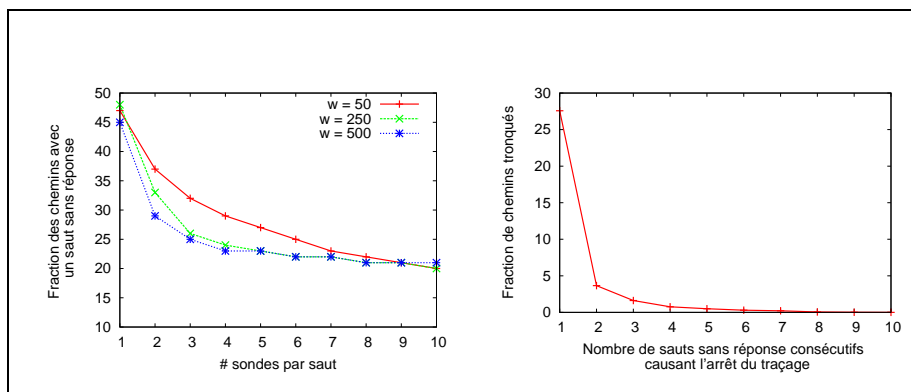 Fraction des chemins avec
un saut sans réponse
50
45
40
35
30
25
20
15
10
w = 50
w = 250
w = 500
1 2 3 4 5 6 7 8 9 10
# sondes par saut
Fraction de chemins tronqués
30
25
20
15
10
5
0
1 2 3 4 5 6 7 8 9 10
Nombre de sauts sans réponse consécutifs
causant l'arrêt du traçage